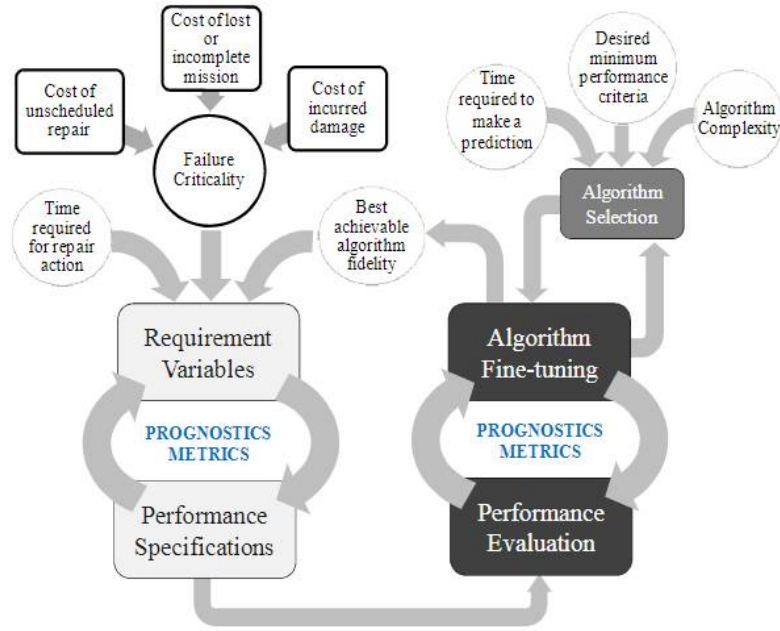 Cost of lost
or
incomplete
mission
Cost of
unscheduled
repair
Cost of
incurred
damage
Failure
Criticality
Time
required
for repair
action
Best
achievable
algorithm
fidelity
Time
required to
make a
prediction
Desired
minimum
performance
criteria
Algorithm
Complexity
Algorithm
Selection
Requirement
Variables
PROGNOSTICS
METRICS
Performance
Specifications
Algorithm
Fine-tuning
PROGNOSTICS
METRICS
Performance
Evaluation